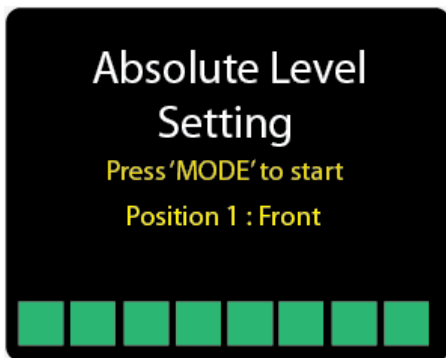 Absolute Level
Setting
Press 'MODE' to start
Position 1 : Front